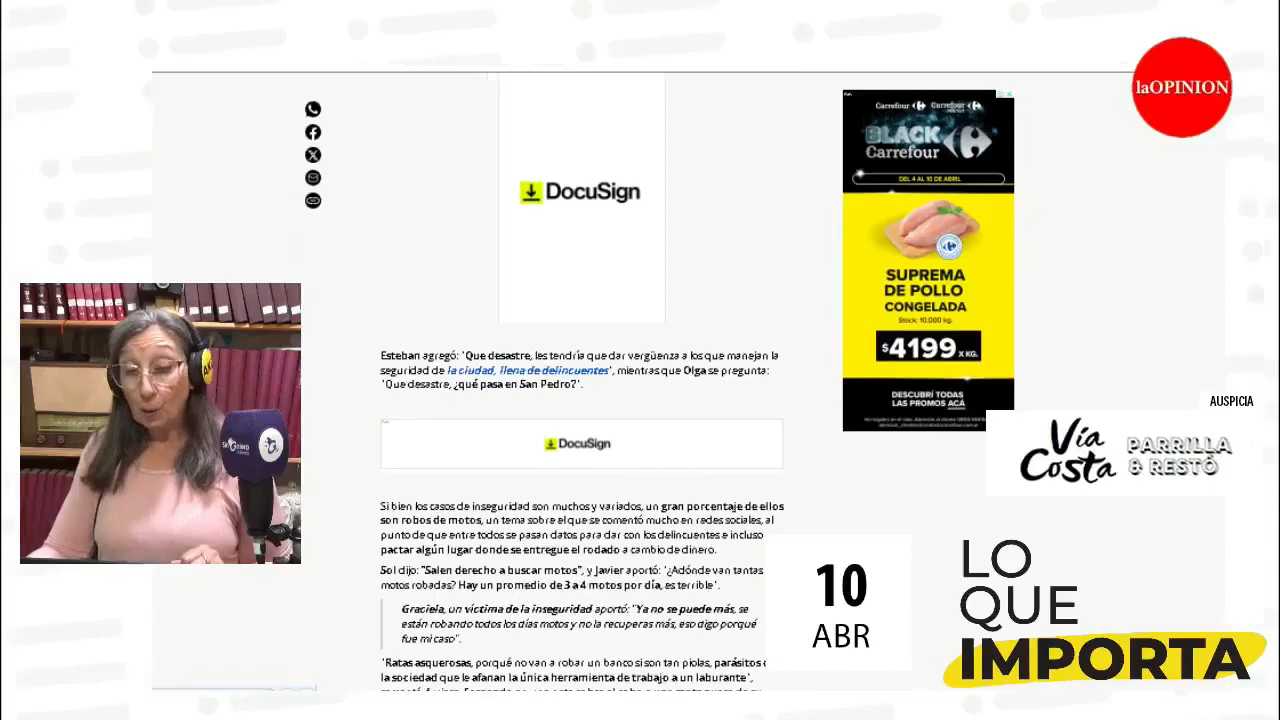 laOPINION
DocuSign
Carrefour Carrefour
BLACK
Carrefour
DEL 4 AL 10 DE ABRIL
SUPREMA
DE POLLO
CONGELADA
Stock: 10.000 kg.
$4199 X KG.
DESCUBRÍ TODAS
LAS PROMOS ACÁ
Esteban agregó: "Que desastre, les tendría que dar vergüenza a los que manejan la
seguridad de la ciudad, llena de delincuentes", mientras que Olga se pregunta:
"Que desastre, ¿qué pasa en San Pedro?".
DocuSign
Si bien los casos de inseguridad son muchos y variados, un gran porcentaje de ellos
son robos de motos, un tema sobre el que se comentó mucho en redes sociales, al
punto de que entre todos se pasan datos para dar con los delincuentes e incluso
pactar algún lugar donde se entregue el rodado a cambio de dinero.
Sol dijo: "Salen derecho a buscar motos", y Javier aportó: "¿Adónde van tantas
motos robadas? Hay un promedio de 3 a 4 motos por día, es terrible".
Graciela, un víctima de la inseguridad aportó: "Ya no se puede más, se
están robando todos los días motos y no la recuperas más, eso digo porqué
fue mi caso".
"Ratas asquerosas, porqué no van a robar un banco si son tan piolas, parásitos
la sociedad que le afanan la única herramienta de trabajo a un laburante",
AUSPICIA
Vía
Costa
PARRILLA
& RESTÓ
10
ABR
LO
QUE
IMPORTA